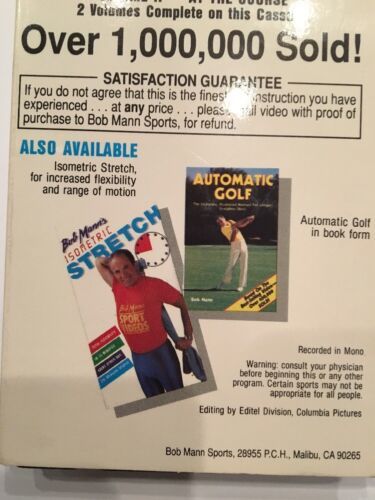 AT THE COURSE
2 Volumes Complete on this Cass
Over 1,000,000 Sold!
SATISFACTION GUARANTEE
If you do not agree that this is the finest instruction you have
experienced . . . at any price . . . please mail video with proof of
purchase to Bob Mann Sports, for refund.
ALSO AVAILABLE
Isometric Stretch,
for increased flexibility
and range of motion
AUTOMATIC
GOLF
Bob Mann
Automatic Golf
in book form
Bob Mann's
ISOMETRIC
STRETCH
Bob Mann
SPORT
VIDEOS
Recorded in Mono
Warning: consult your physician
before beginning this or any other
program. Certain sports may not be
appropriate for all people.
Editing by Editel Division, Columbia Pictures
Bob Mann Sports, 28955 P.C.H., Malibu, CA 90265